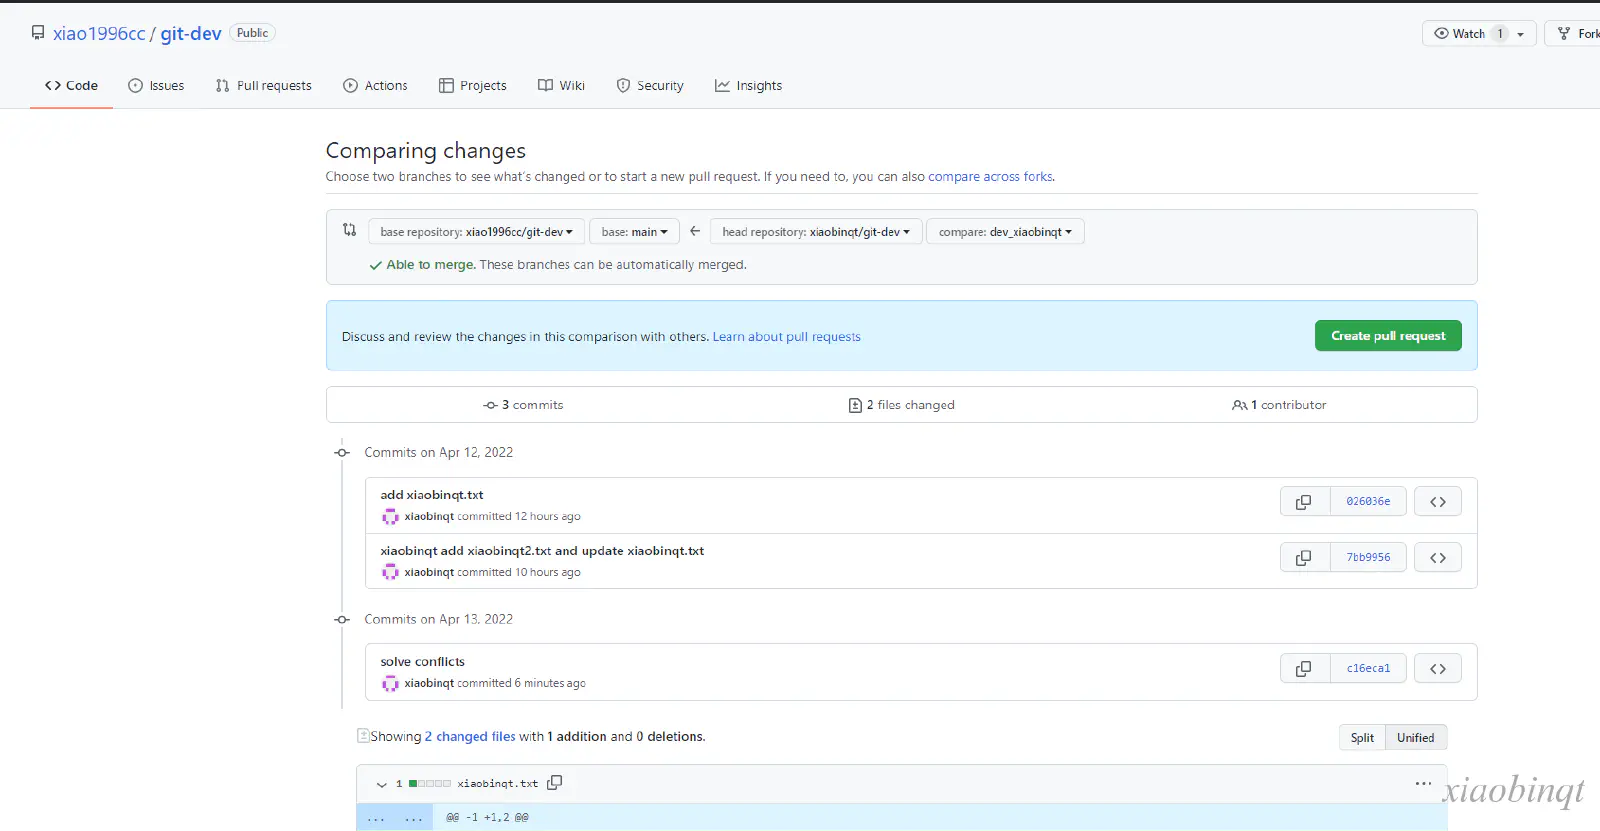 xiao1996cc / git-dev Public Watch 1 Fork
Code Issues Pull requests Actions Projects Wiki Security Insights
Comparing changes
Choose two branches to see what's changed or to start a new pull request. If you need to, you can also compare across forks.
base repository: xiao1996cc/git-dev base: main ← head repository: xiaobinqt/git-dev compare: dev_xiaobinqt
Able to merge. These branches can be automatically merged.
Discuss and review the changes in this comparison with others. Learn about pull requests Create pull request
3 commits 2 files changed 1 contributor
Commits on Apr 12, 2022
add xiaobinqt.txt
xiaobinqt committed 12 hours ago 026036e
xiaobinqt add xiaobinqt2.txt and update xiaobinqt.txt
xiaobinqt committed 10 hours ago 7bb9956
Commits on Apr 13, 2022
solve conflicts
xiaobinqt committed 6 minutes ago c16eca1
Showing 2 changed files with 1 addition and 0 deletions. Split Unified
1 xiaobinqt.txt ...
xiaobinqt
... ... @@ -1 +1,2 @@